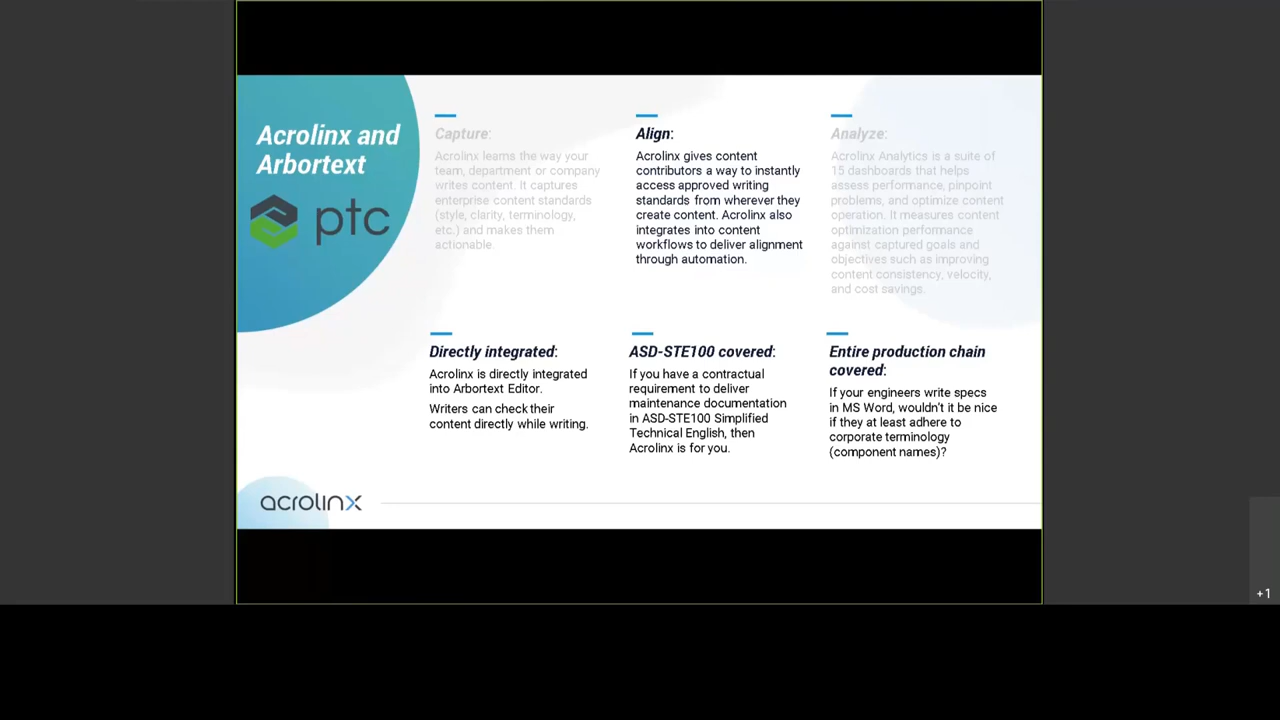 Acrolinx and
Arbortext
ptc
Capture:
Acrolinx learns the way your
team, department or company
writes content. It captures
enterprise content standards
(style, clarity, terminology,
etc.) and makes them
actionable.
Align:
Acrolinx gives content
contributors a way to instantly
access approved writing
standards from wherever they
create content. Acrolinx also
integrates into content
workflows to deliver alignment
through automation.
Analyze:
Acrolinx Analytics is a suite of
15 dashboards that helps
assess performance, pinpoint
problems, and optimize content
operation. It measures content
optimization performance
against captured goals and
objectives such as improving
content consistency, velocity,
and cost savings.
Directly integrated:
Acrolinx is directly integrated
into Arbortext Editor.
Writers can check their
content directly while writing.
ASD-STE100 covered:
If you have a contractual
requirement to deliver
maintenance documentation
in ASD-STE100 Simplified
Technical English, then
Acrolinx is for you.
Entire production chain
covered:
If your engineers write specs
in MS Word, wouldn't it be nice
if they at least adhere to
corporate terminology
(component names)?
acrolinx
+1